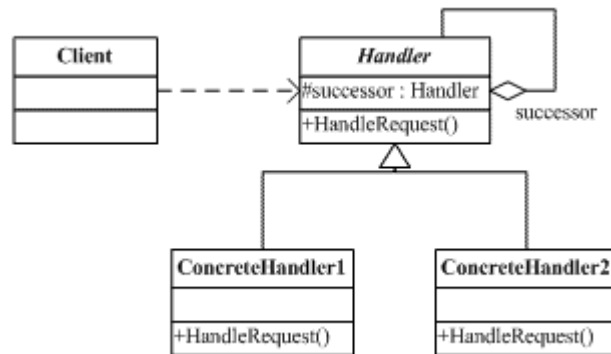 Client
Handler
#successor : Handler
+HandleRequest()
successor
ConcreteHandler1
+HandleRequest()
ConcreteHandler2
+HandleRequest()